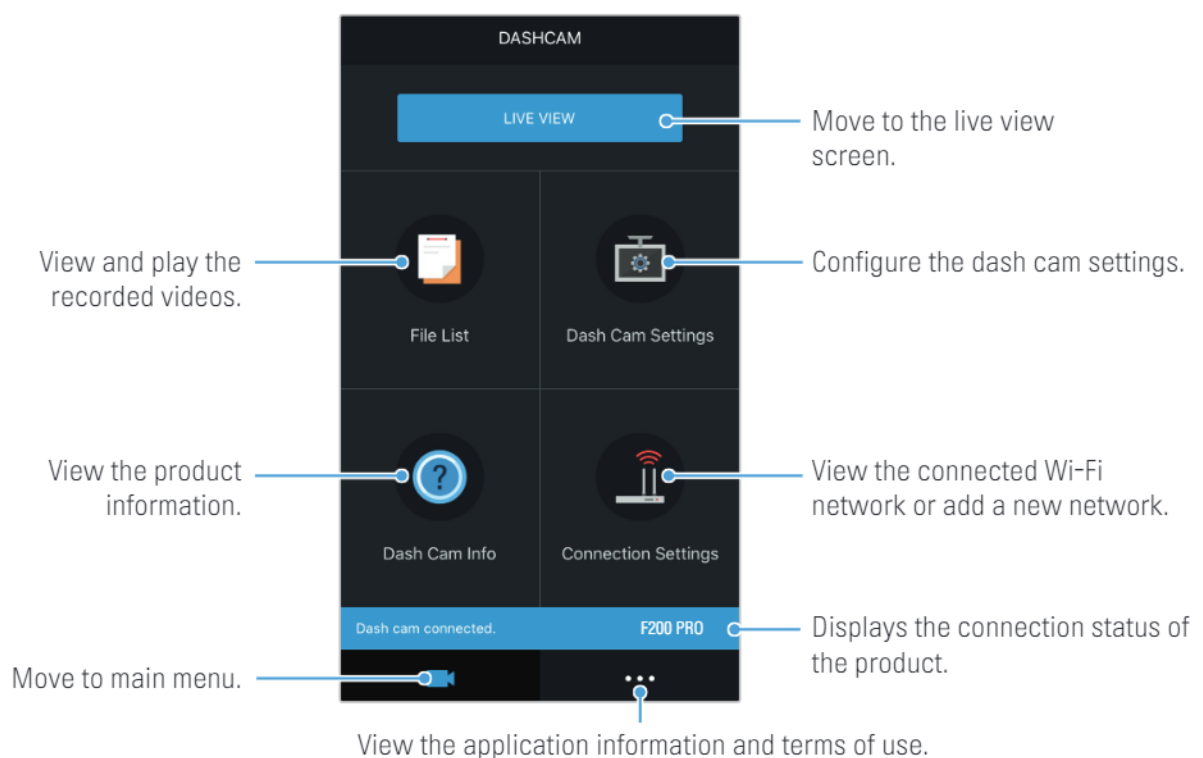 DASHCAM
LIVE VIEW
Move to the live view
screen.
View and play the
recorded videos.
Configure the dash cam settings.
File List
Dash Cam Settings
?
View the product
information.
View the connected Wi-Fi
network or add a new network.
Dash Cam Info
Connection Settings
Dash cam connected.
F200 PRO
Displays the connection status of
the product.
Move to main menu.
View the application information and terms of use.